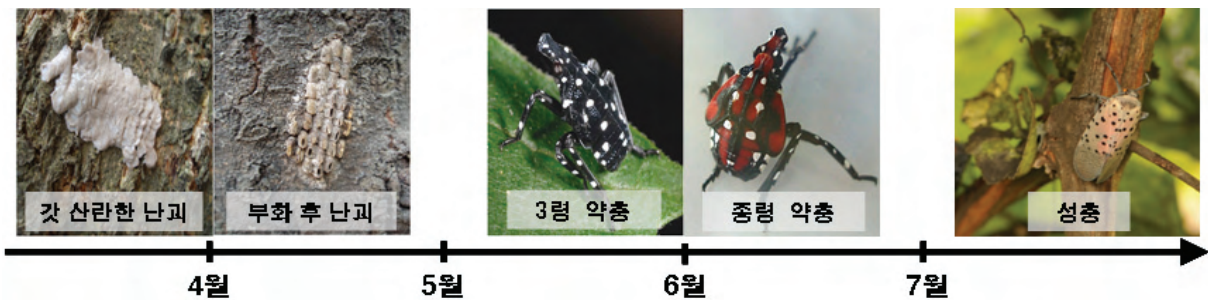 갓 산란한 난괴
부화 후 난괴
3령 약충
종령 약충
성충
4월
5월
6월
7월